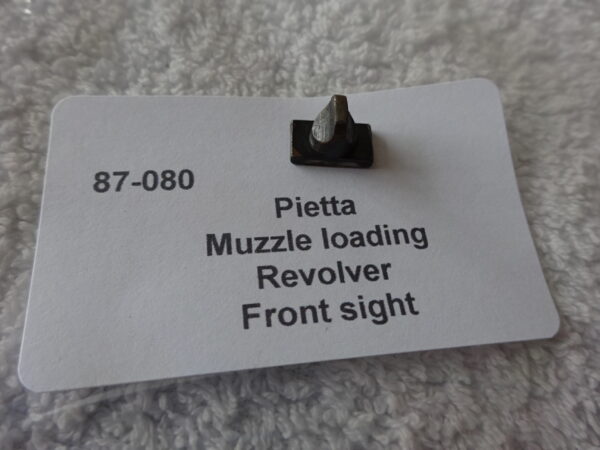 87-080
Pietta
Muzzle loading
Revolver
Front sight